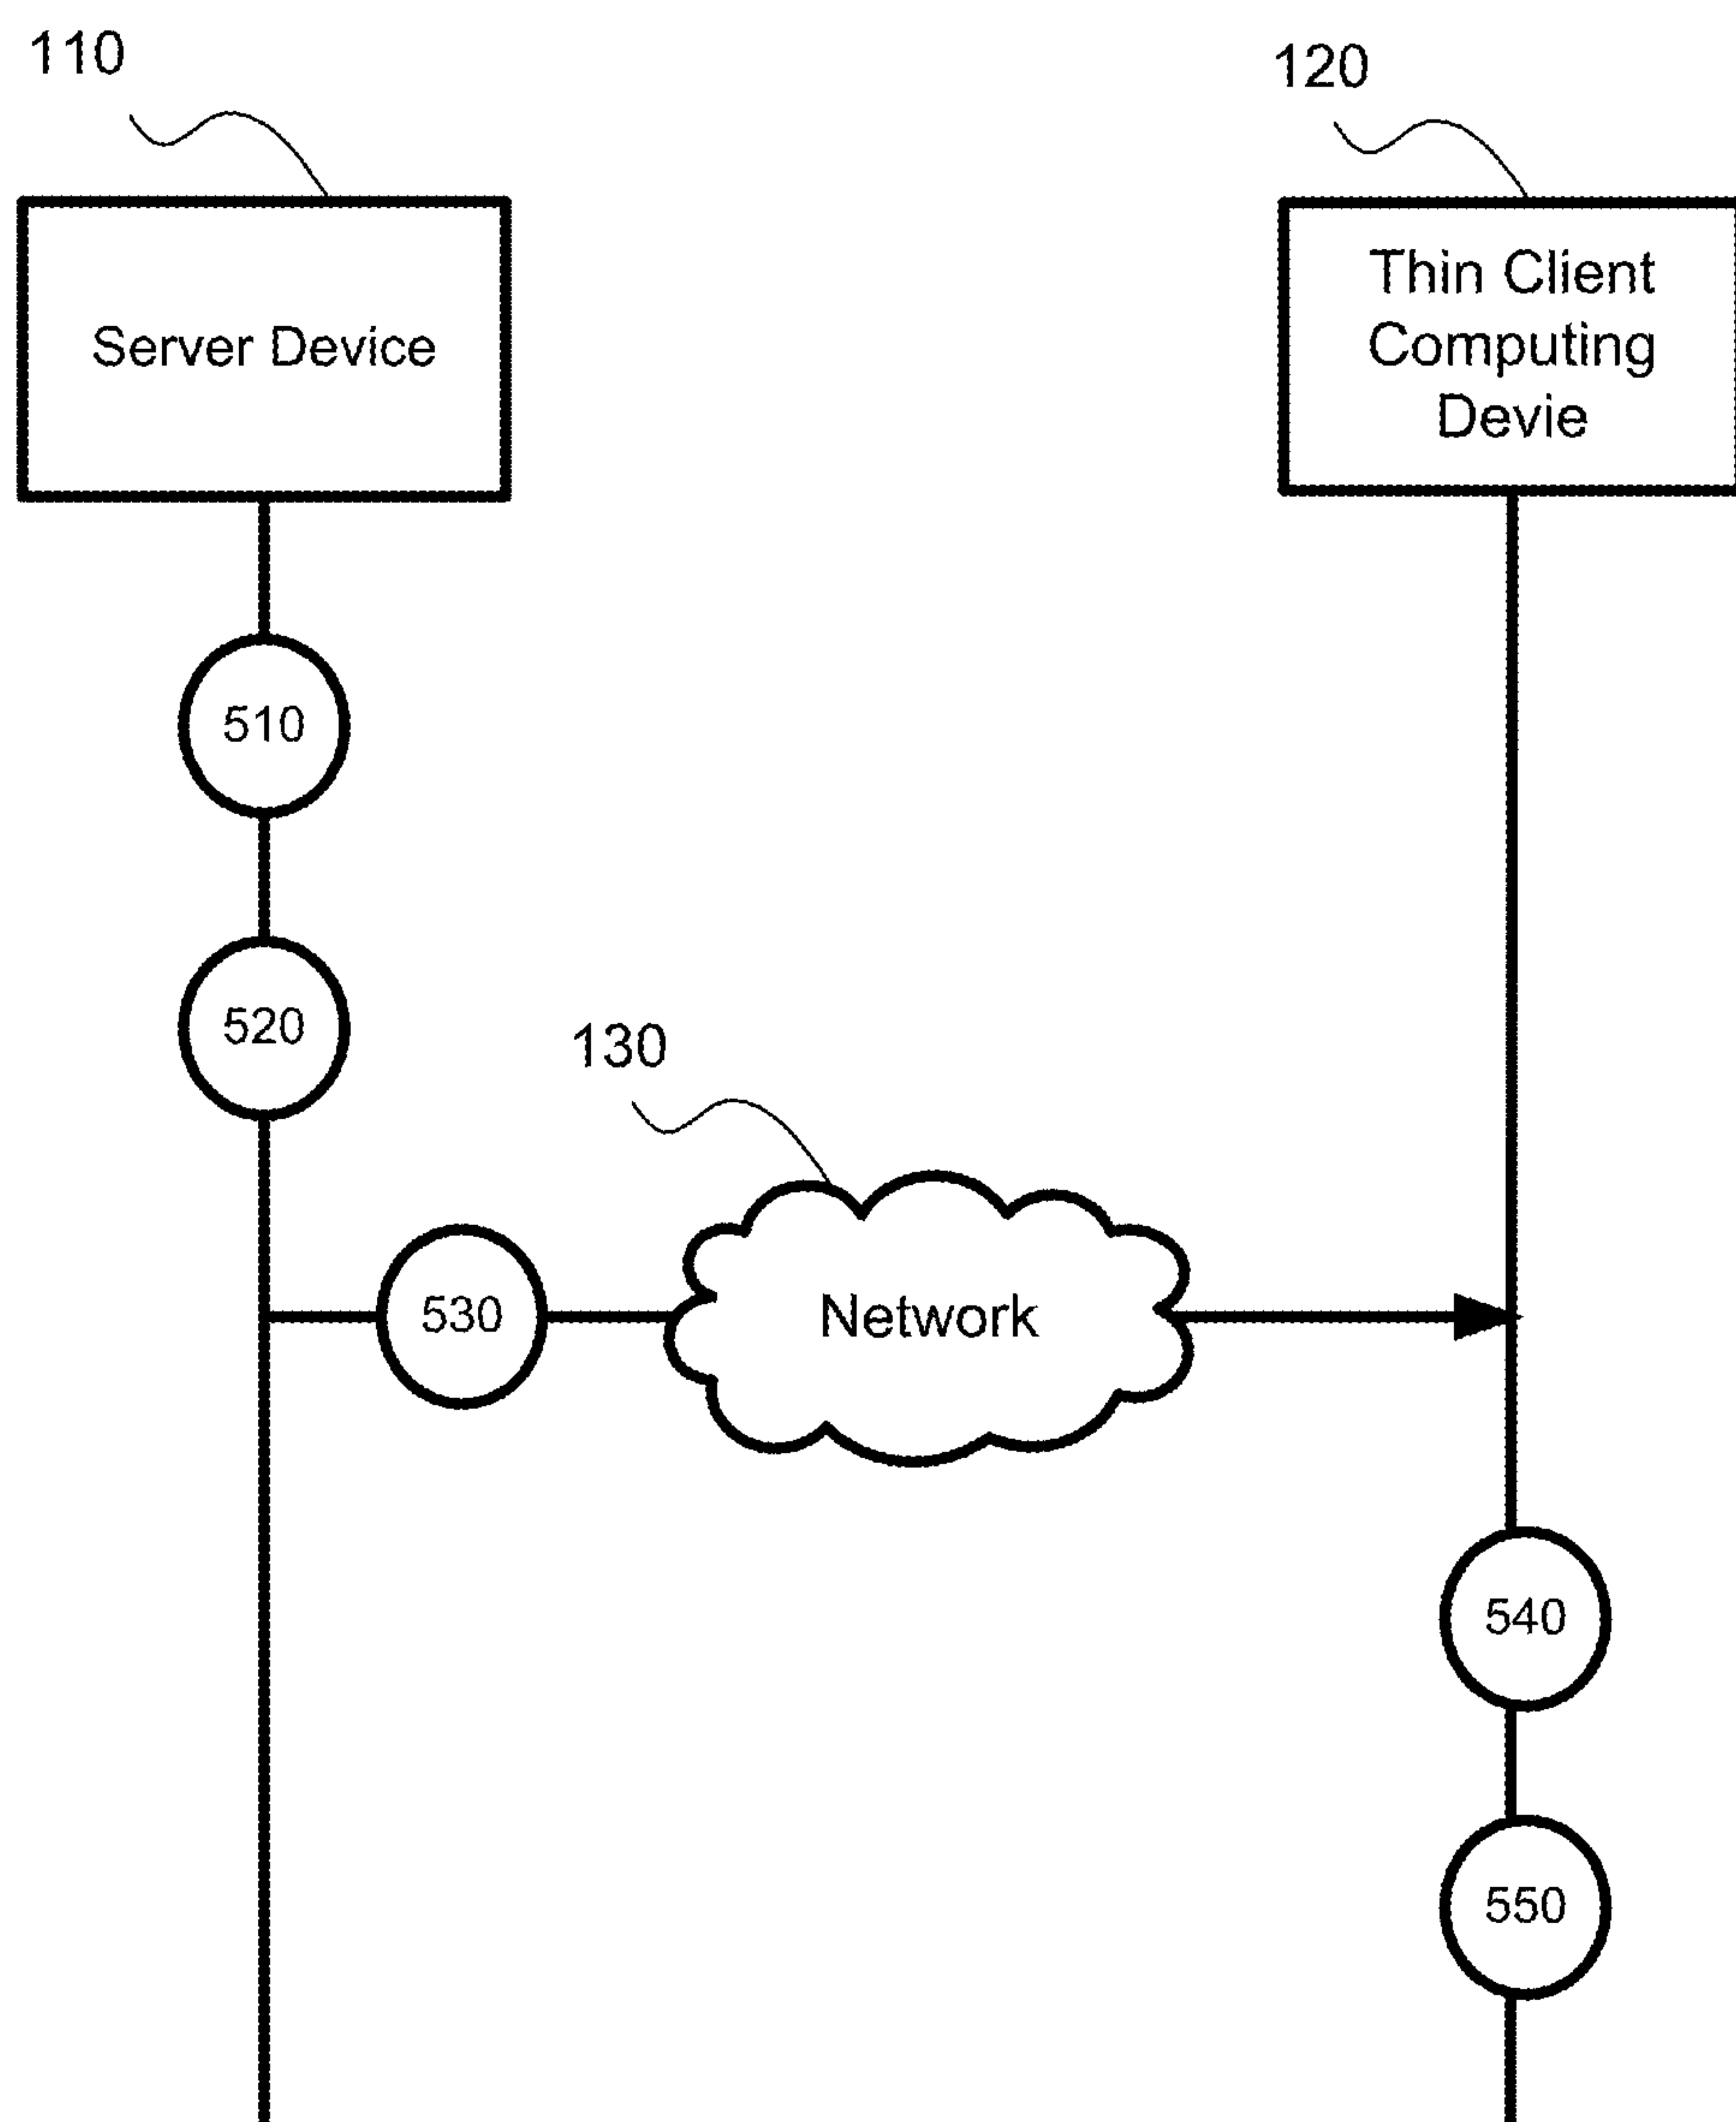 110
120
Server Device
Thin Client
Computing
Devie
510
520
130
530
Network
540
550